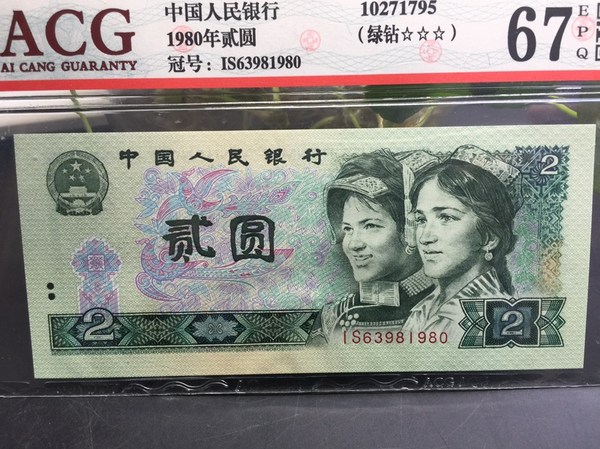 ACG
AI CANG GUARANTY
中国人民银行
1980年贰圆
冠号: IS63981980
10271795
(绿钻☆☆☆)
67
E
P
Q
中国人民银行
2
贰圆
2
2
IS63981980
ACG